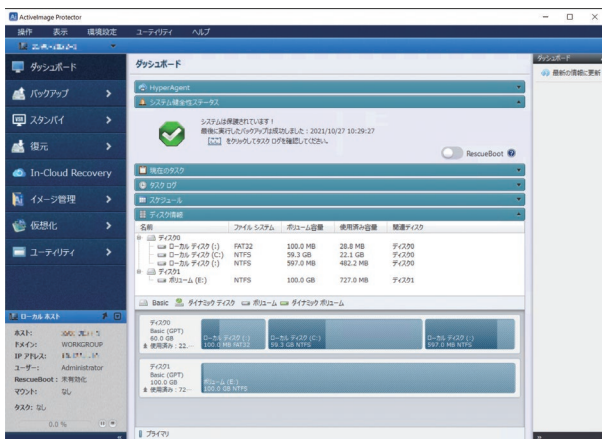 ActiveImage Protector
操作 表示 環境設定 ユーティリティ ヘルプ
ダッシュボード
バックアップ
スタンバイ
復元
In-Cloud Recovery
イメージ管理
仮想化
ユーティリティ
ローカル ホスト
ホスト:
ドメイン: WORKGROUP
IP アドレス:
ユーザー: Administrator
RescueBoot : 未有効化
マウント: なし
タスク: なし
0.0 %
ダッシュボード
HyperAgent
システム健全性ステータス
システムは保護されています!
最後に実行したバックアップは成功しました : 2021/10/27 10:29:27
をクリックしてタスク ログを確認してください。
RescueBoot
現在のタスク
タスク ログ
スケジュール
ディスク情報
名前 ファイル システム ボリューム容量 使用済み容量 関連ディスク
ディスク0
ローカル ディスク (:) FAT32 100.0 MB 28.8 MB ディスク0
ローカル ディスク (C:) NTFS 59.3 GB 22.1 GB ディスク0
ローカル ディスク (:) NTFS 597.0 MB 482.2 MB ディスク0
ディスク1
ボリューム (E:) NTFS 100.0 GB 727.0 MB ディスク1
Basic ダイナミック ディスク ボリューム ダイナミック ボリューム
ディスク0
Basic (GPT)
60.0 GB
使用済み : 22...
ローカル ディスク (:)
100.0 MB FAT32
ローカル ディスク (C:)
59.3 GB NTFS
ローカル ディスク (:)
597.0 MB NTFS
ディスク1
Basic (GPT)
100.0 GB
使用済み : 72...
ボリューム (E:)
100.0 GB NTFS
プライマリ
ダッシュボード
最新の情報に更新